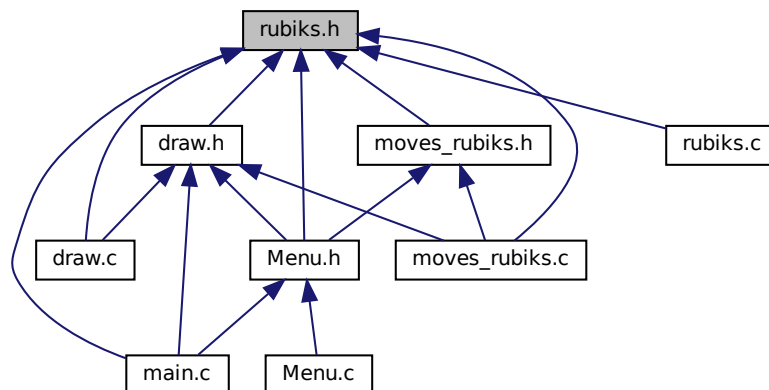 rubiks.h
draw.h
moves_rubiks.h
rubiks.c
draw.c
Menu.h
moves_rubiks.c
main.c
Menu.c